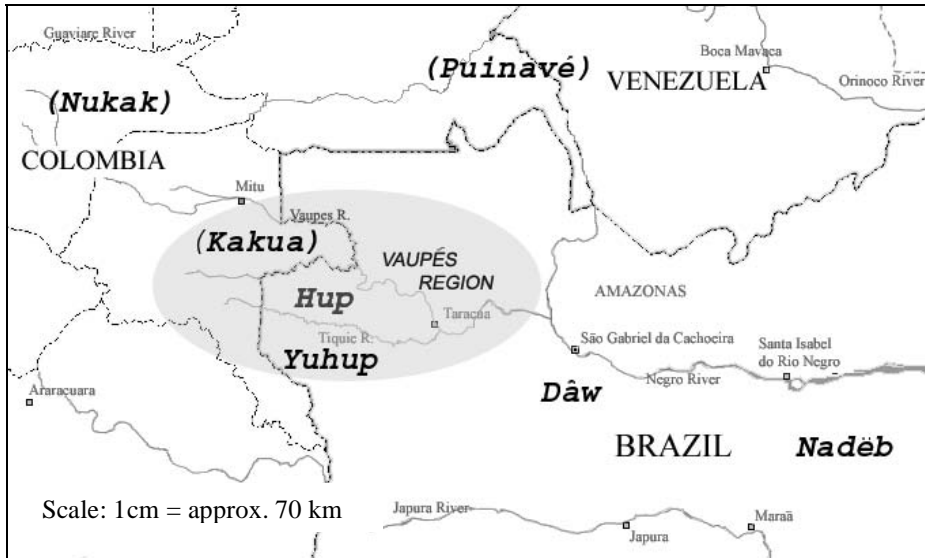 Guaviare River
(Puinavé)
Boca Mavaca
VENEZUELA
Orinoco River
(Nukak)
COLOMBIA
Mitu
Vaupes R.
(Kakua)
VAUPÉS
REGION
AMAZONAS
Hup
Taracúa
Tiquie R.
São Gabriel da Cachoeira
Santa Isabel
do Rio Negro
Yuhup
Negro River
Araracuara
Dâw
BRAZIL
Nadëb
Scale: 1cm = approx. 70 km
Japura River
Maraã
Japura